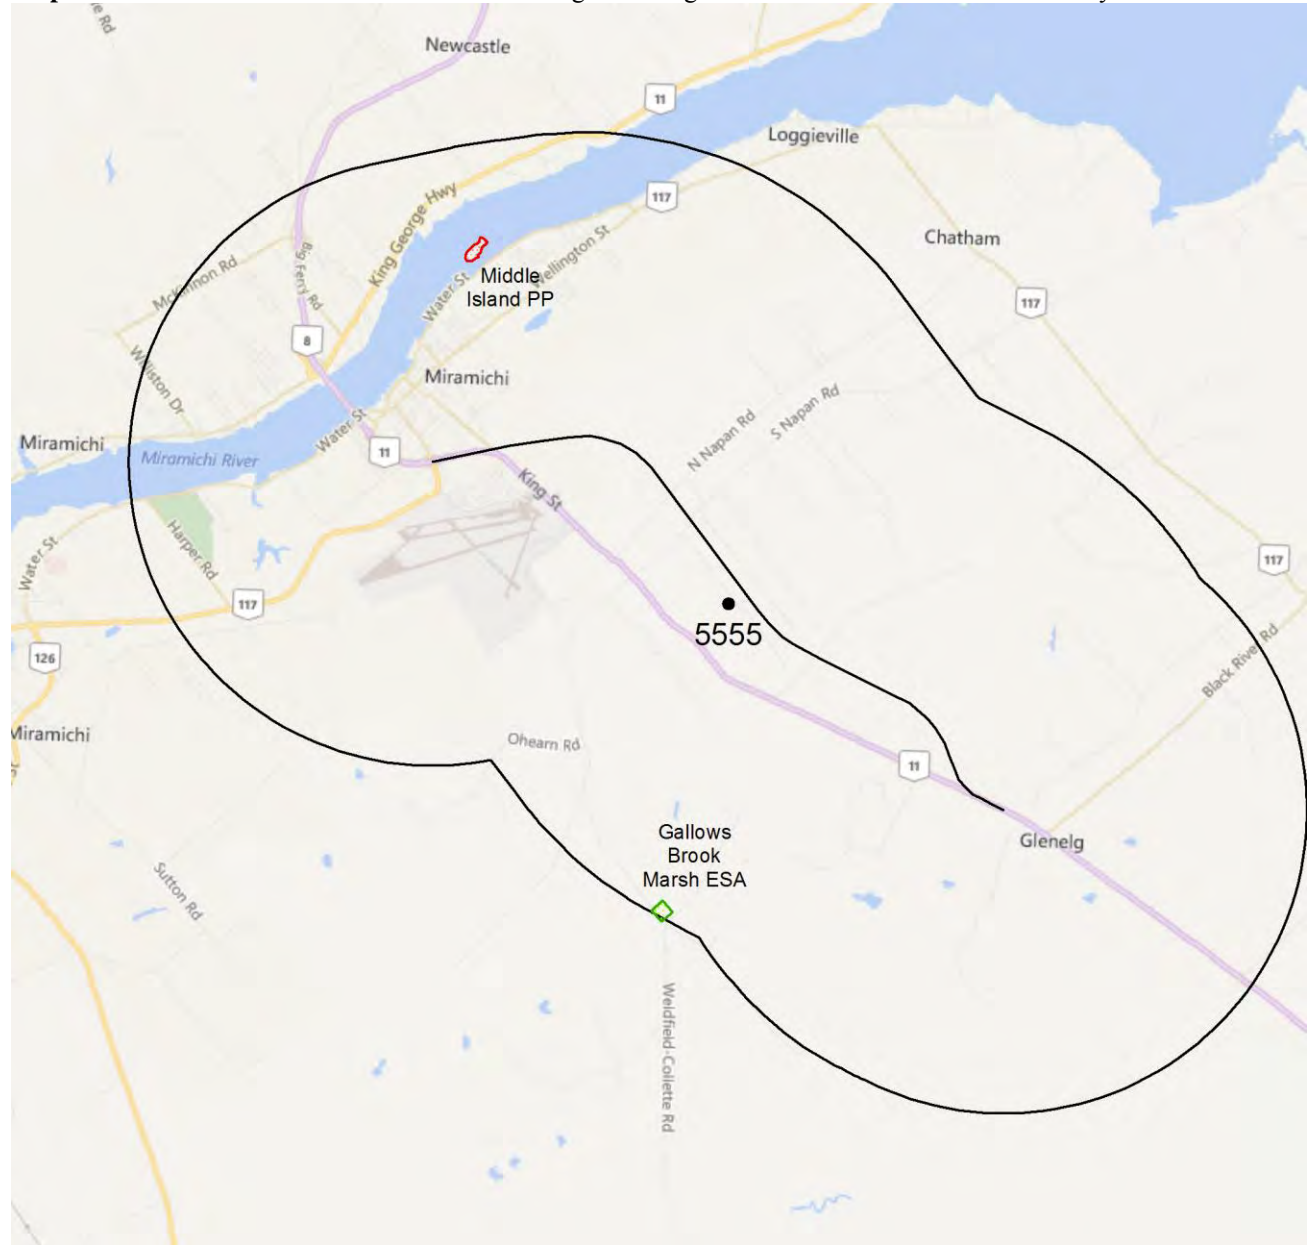 ve Rd
Newcastle
11
Loggieville
117
King George Hwy
Chatham
Big Ferry Rd
Wellington St
Mckinnon Rd
Middle
Island PP
Water St
117
8
Williston Dr
Miramichi
S Napan Rd
N Napan Rd
Water St
Miramichi
Miramichi River
11
King St
Water St
Harper Rd
117
117
5555
126
Black River Rd
Miramichi
Ohearn Rd
11
Gallows
Brook
Marsh ESA
Glenelg
Sutton Rd
Weldfield-Collette Rd